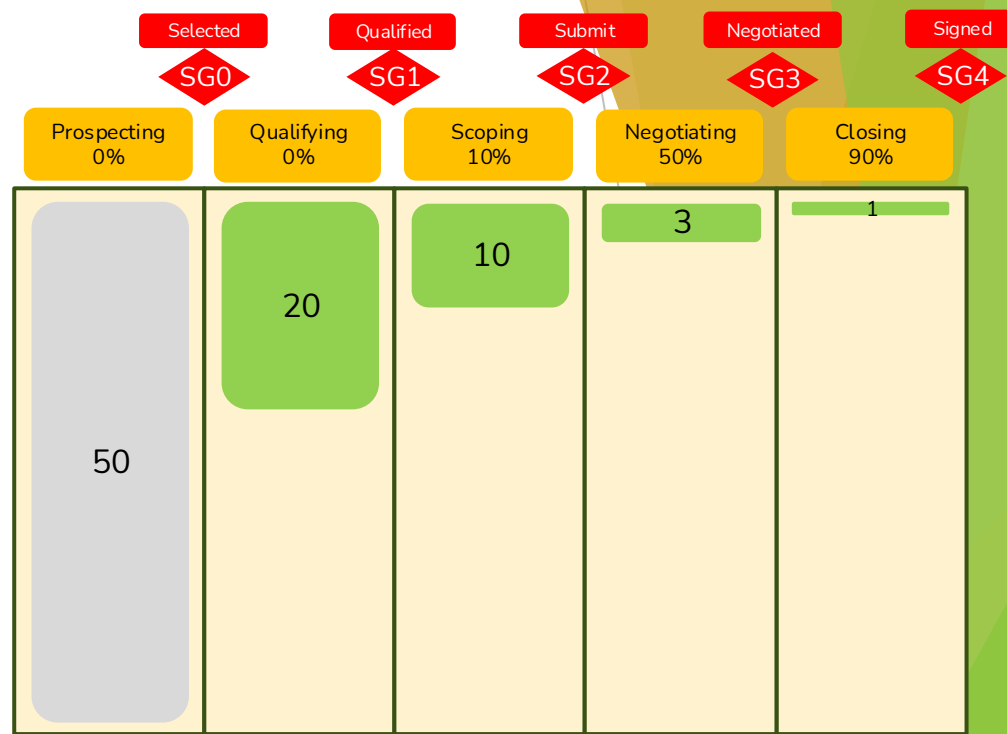 Selected
Qualified
Submit
Negotiated
Signed
SG0
SG1
SG2
SG3
SG4
Prospecting
0%
Qualifying
0%
Scoping
10%
Negotiating
50%
Closing
90%
50
20
10
3
1